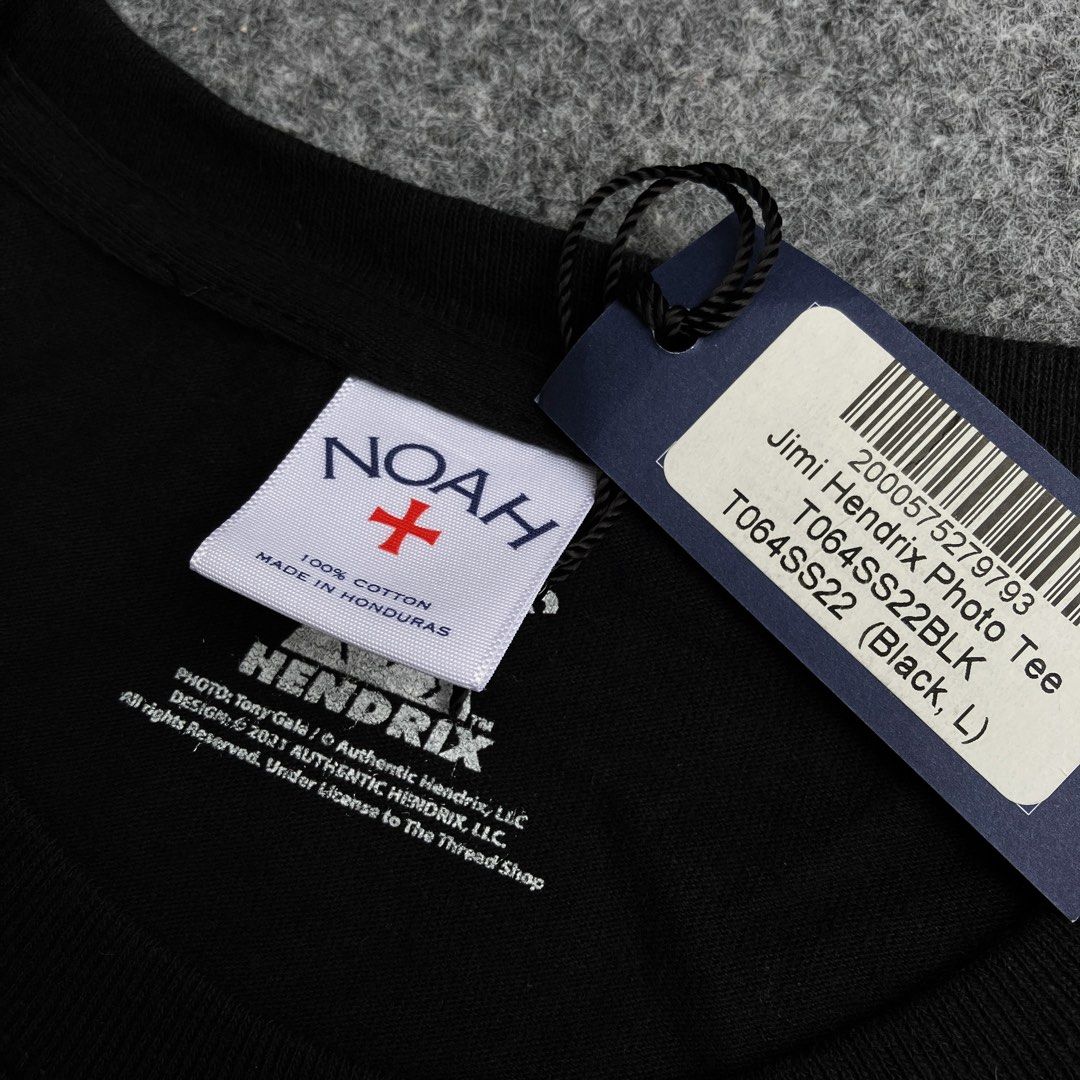 NOAH
100% COTTON
MADE IN HONDURAS
HENDRIX™
PHOTO: Tony Gale / © Authentic Hendrix, LLC
DESIGN: © 2021 AUTHENTIC HENDRIX, LLC.
All rights Reserved. Under License to The Thread Shop
2000575279793
Jimi Hendrix Photo Tee
T064SS22BLK
T064SS22 (Black, L)